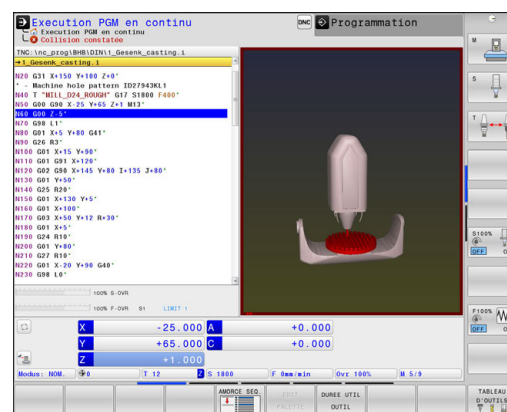 Execution PGM en continu
Execution PGM en continu
Collision constatée
DNC
Programmation
TNC:\nc_prog\BHB\DIN\1_Gesenk_casting.i
→1_Gesenk_casting.i
N20 G31 X+150 Y+100 Z+0*
* - Machine hole pattern ID27943KL1
N40 T "MILL_D24_ROUGH" G17 S1800 F400*
N50 G00 G90 X-25 Y+65 Z+1 M13*
N60 G00 Z-5*
N70 G98 L1*
N80 G01 X+5 Y+80 G41*
N90 G26 R3*
N100 G01 X+15 Y+90*
N110 G01 G91 X+120*
N120 G02 G90 X+145 Y+80 I+135 J+80*
N130 G01 Y+50*
N140 G25 R20*
N150 G01 X+130 Y+5*
N160 G01 X+100*
N170 G03 X+50 Y+12 R+30*
N180 G01 X+5*
N190 G24 R10*
N200 G01 Y+80*
N210 G27 R10*
N220 G01 X-20 Y+90 G40*
N230 G98 L0*
100% S-OVR
100% F-OVR S1 LIMIT 1
X -25.000 A +0.000
Y +65.000 C +0.000
Z +1.000
Modus: NOM. 0 T 12 Z S 1800 F 0mm/min Ovr 100% M 5/9
M
S
T
S100%
OFF
F100%
OFF
AMORCE SEQ.
EDIT
PALETTE
DUREE UTIL
OUTIL
TABLEAU
D'OUTILS